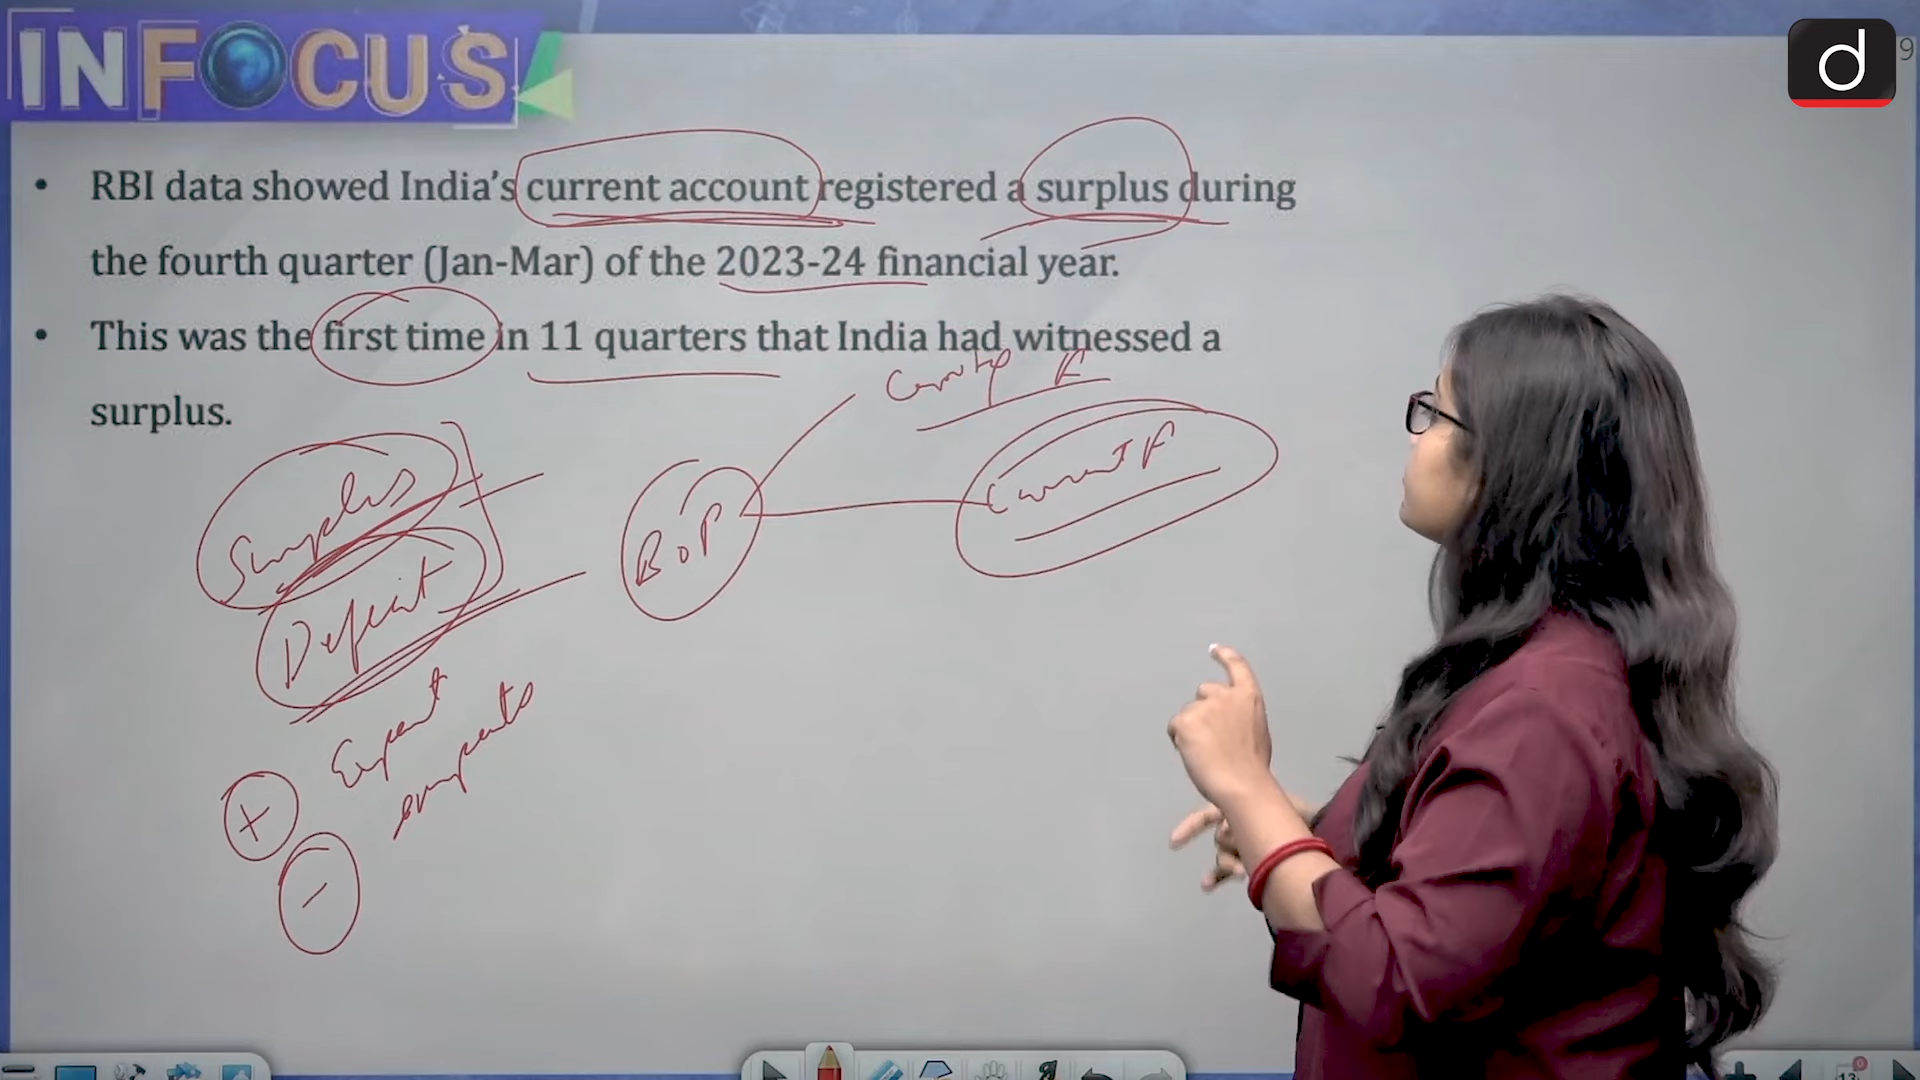 INFOCUS
d
9
• RBI data showed India's current account registered a surplus during
the fourth quarter (Jan-Mar) of the 2023-24 financial year.
• This was the first time in 11 quarters that India had witnessed a
surplus.
Current A
Surplus
BOP
Deficit
Export
imports
+
-
13